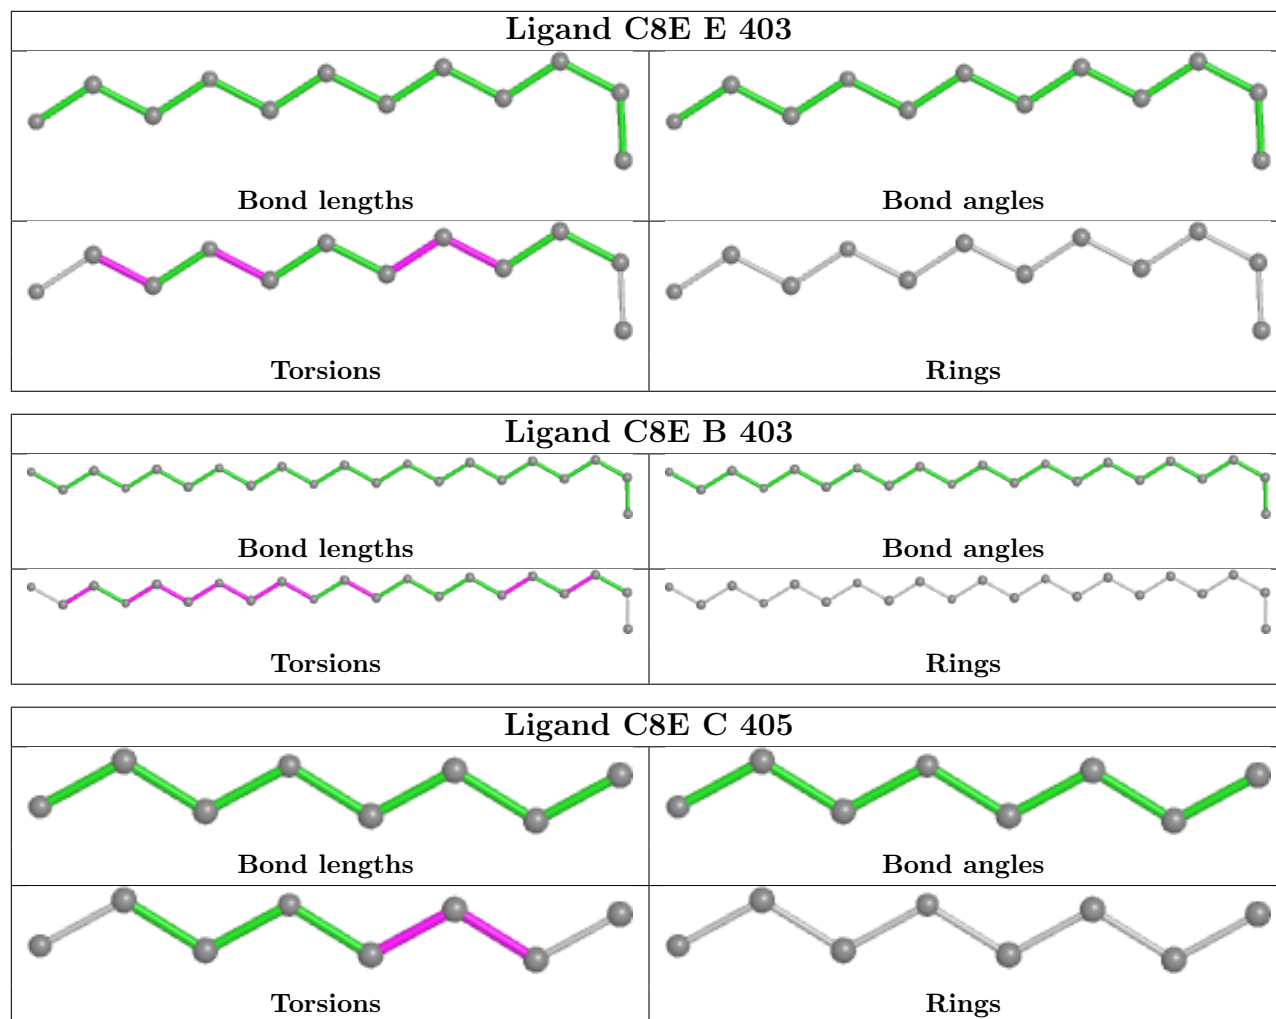 Ligand C8E E 403
Bond lengths
Bond angles
Torsions
Rings
Ligand C8E B 403
Bond lengths
Bond angles
Torsions
Rings
Ligand C8E C 405
Bond lengths
Bond angles
Torsions
Rings